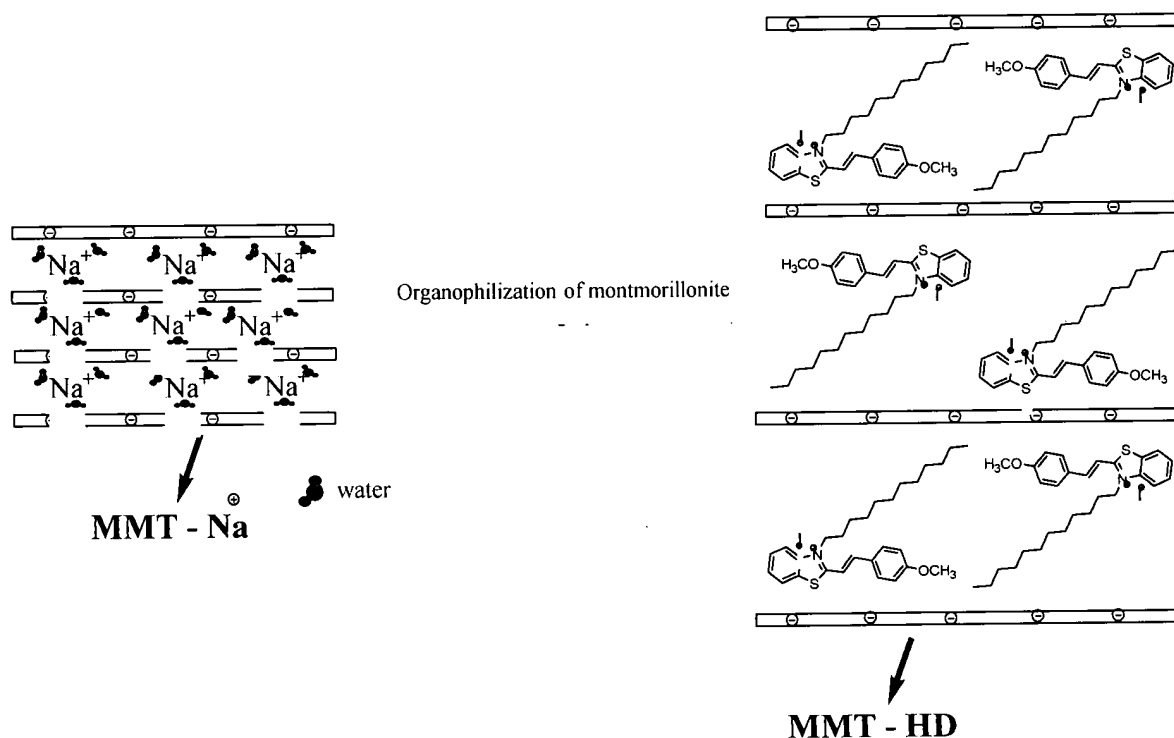 S
H₃CO
N
N
S
OCH₃
Na⁺ Na⁺ Na⁺
Na⁺ Na⁺ Na⁺
Na⁺ Na⁺ Na⁺
Organophilization of montmorillonite
S
H₃CO
N
N
S
OCH₃
MMT - Na⊕
water
S
H₃CO
N
N
S
OCH₃
MMT - HD